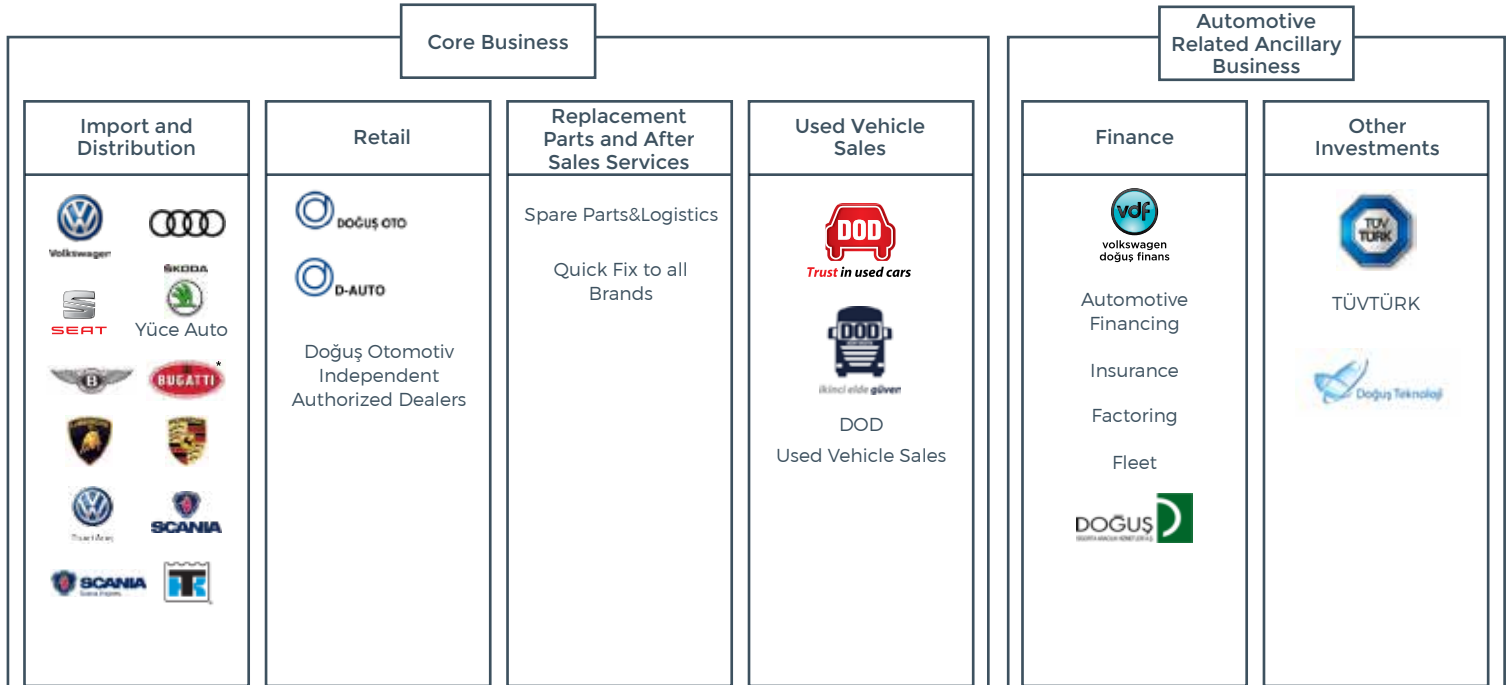 Core Business
Automotive
Related Ancillary
Business
Import and
Distribution
Volkswagen
ŠKODA
SEAT
Yüce Auto
B
BUGATTI
*
SCANIA
SCANIA
Retail
DOĞUŞ OTO
D-AUTO
Doğuş Otomotiv
Independent
Authorized Dealers
Replacement
Parts and After
Sales Services
Spare Parts&Logistics
Quick Fix to all
Brands
Used Vehicle
Sales
DOD
Trust in used cars
DOD
ikinci elde güven
DOD
Used Vehicle Sales
Finance
vdf
volkswagen
doğuş finans
Automotive
Financing
Insurance
Factoring
Fleet
DOĞUŞ
Other
Investments
TÜV
TURK
TÜVTÜRK
Doğuş Teknoloji